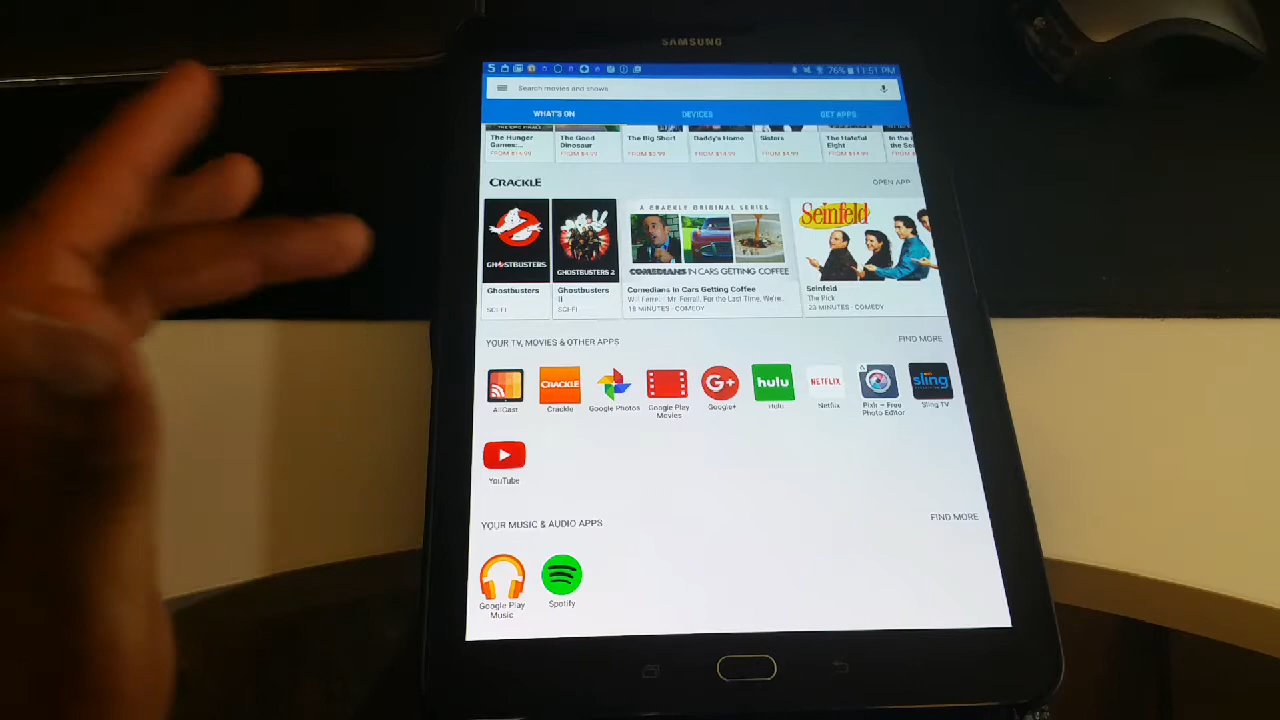 SAMSUNG
76% 11:51 PM
Search movies and shows
WHAT'S ON DEVICES GET APPS
The Hunger Games:... The Good Dinosaur The Big Short Daddy's Home Sisters The Hateful Eight In the
FROM $14.99 FROM $4.99 FROM $14.99 FROM $4.99 FROM $14.99
CRACKLE OPEN APP
A CRACKLE ORIGINAL SERIES
Seinfeld
GHOSTBUSTERS GHOSTBUSTERS 2 COMEDIANS IN CARS GETTING COFFEE
Ghostbusters Ghostbusters II Comedians In Cars Getting Coffee Seinfeld
Will Ferrell: Mr. Ferrell, For the Last Time, We're... The Pick
SCI-FI SCI-FI 18 MINUTES · COMEDY 23 MINUTES · COMEDY
YOUR TV, MOVIES & OTHER APPS FIND MORE
CRACKLE hulu NETFLIX sling
AllCast Crackle Google Photos Google Play Movies Google+ Hulu Netflix Pixlr – Free Photo Editor Sling TV
YouTube
YOUR MUSIC & AUDIO APPS FIND MORE
Google Play Music Spotify